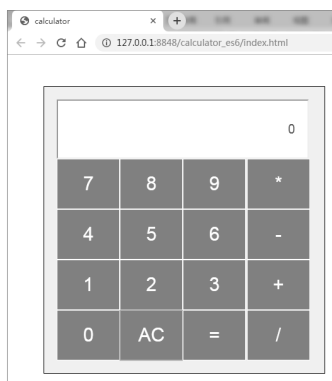 calculator × +
127.0.0.1:8848/calculator_es6/index.html
0
7 8 9 *
4 5 6 -
1 2 3 +
0 AC = /